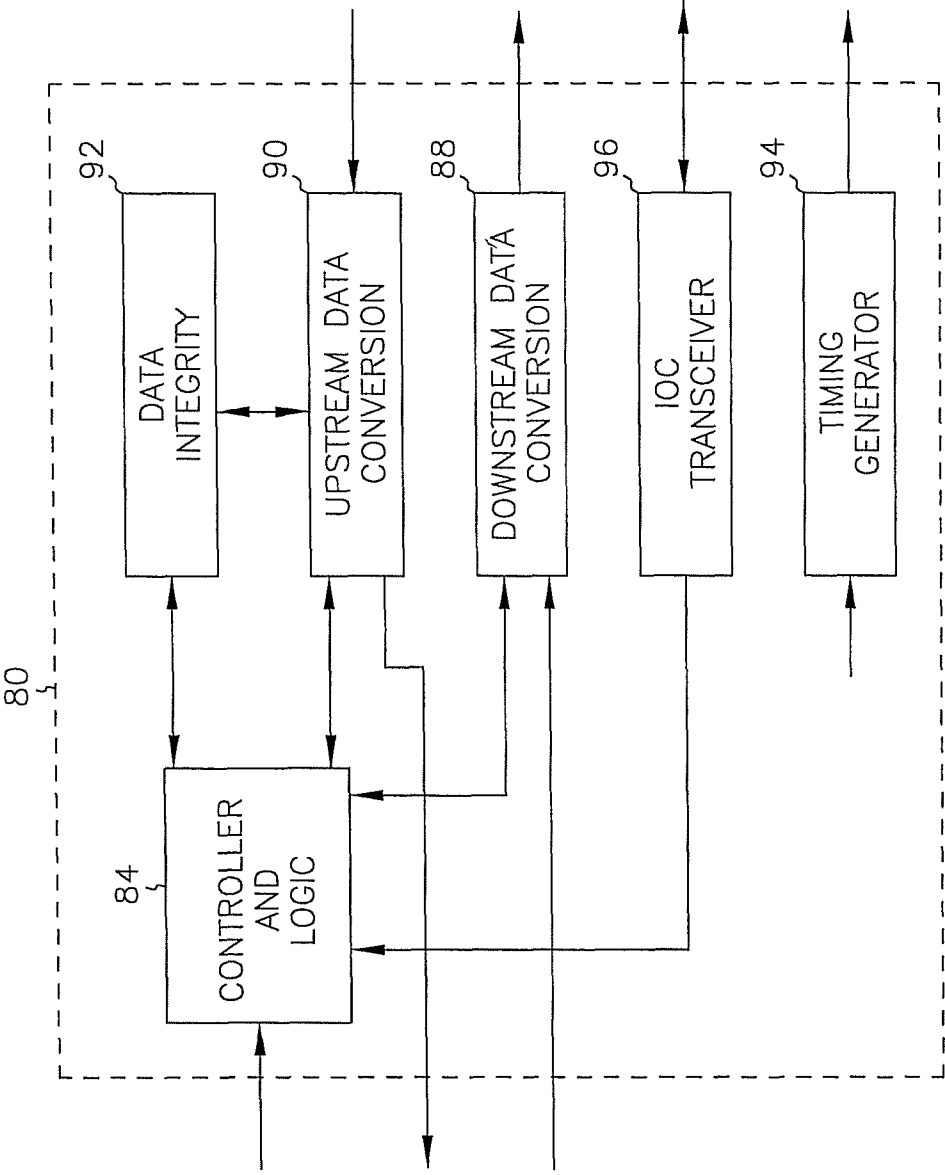 80
84
CONTROLLER
AND
LOGIC
92
DATA
INTEGRITY
90
UPSTREAM DATA
CONVERSION
88
DOWNSTREAM DATA
CONVERSION
96
IOC
TRANSCEIVER
94
TIMING
GENERATOR